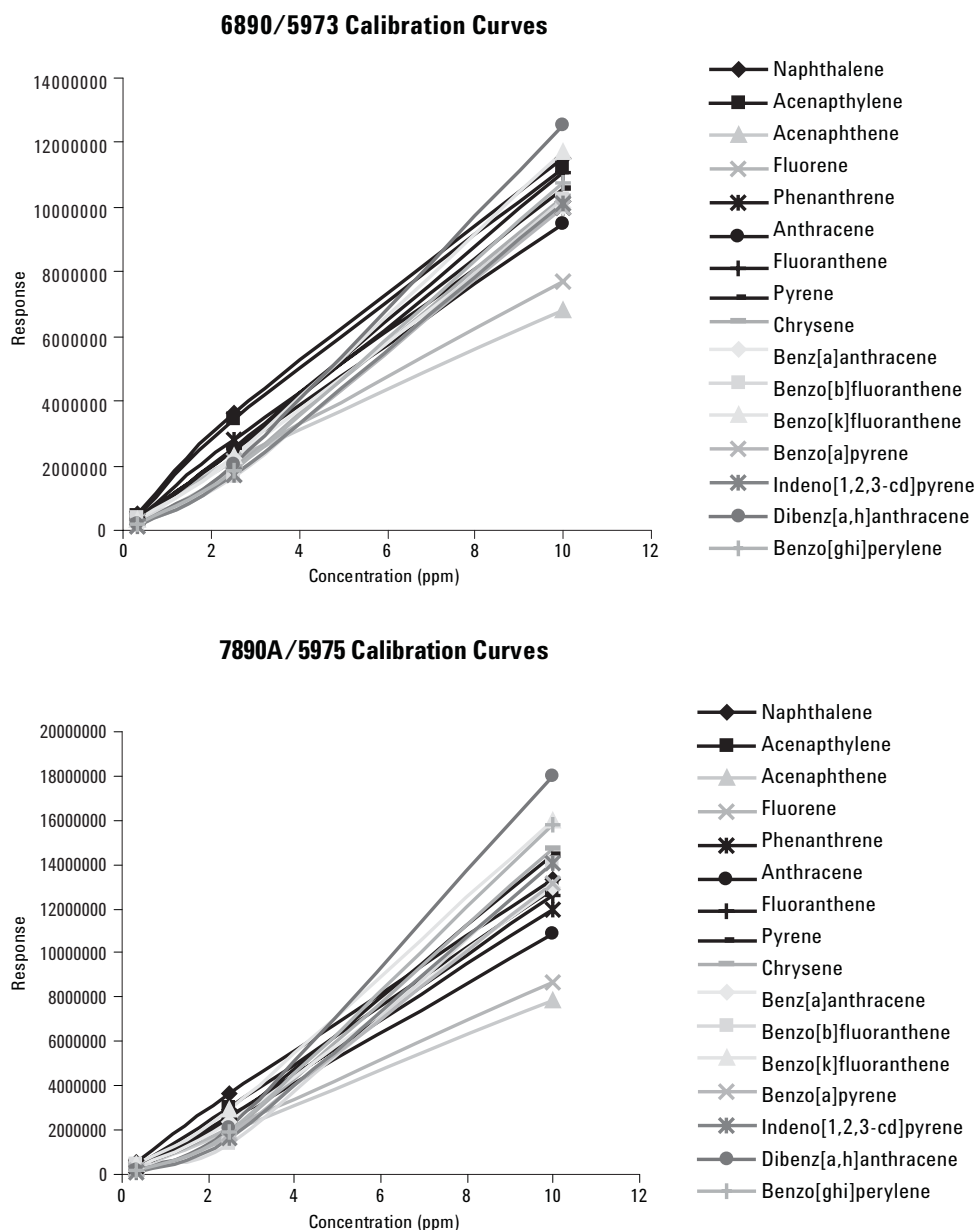 6890/5973 Calibration Curves
14000000
12000000
10000000
8000000
6000000
4000000
2000000
0
Response
0 2 4 6 8 10 12
Concentration (ppm)
Naphthalene
Acenapthylene
Acenaphthene
Fluorene
Phenanthrene
Anthracene
Fluoranthene
Pyrene
Chrysene
Benz[a]anthracene
Benzo[b]fluoranthene
Benzo[k]fluoranthene
Benzo[a]pyrene
Indeno[1,2,3-cd]pyrene
Dibenz[a,h]anthracene
Benzo[ghi]perylene
7890A/5975 Calibration Curves
20000000
18000000
16000000
14000000
12000000
10000000
8000000
6000000
4000000
2000000
0
Response
0 2 4 6 8 10 12
Concentration (ppm)
Naphthalene
Acenapthylene
Acenaphthene
Fluorene
Phenanthrene
Anthracene
Fluoranthene
Pyrene
Chrysene
Benz[a]anthracene
Benzo[b]fluoranthene
Benzo[k]fluoranthene
Benzo[a]pyrene
Indeno[1,2,3-cd]pyrene
Dibenz[a,h]anthracene
Benzo[ghi]perylene